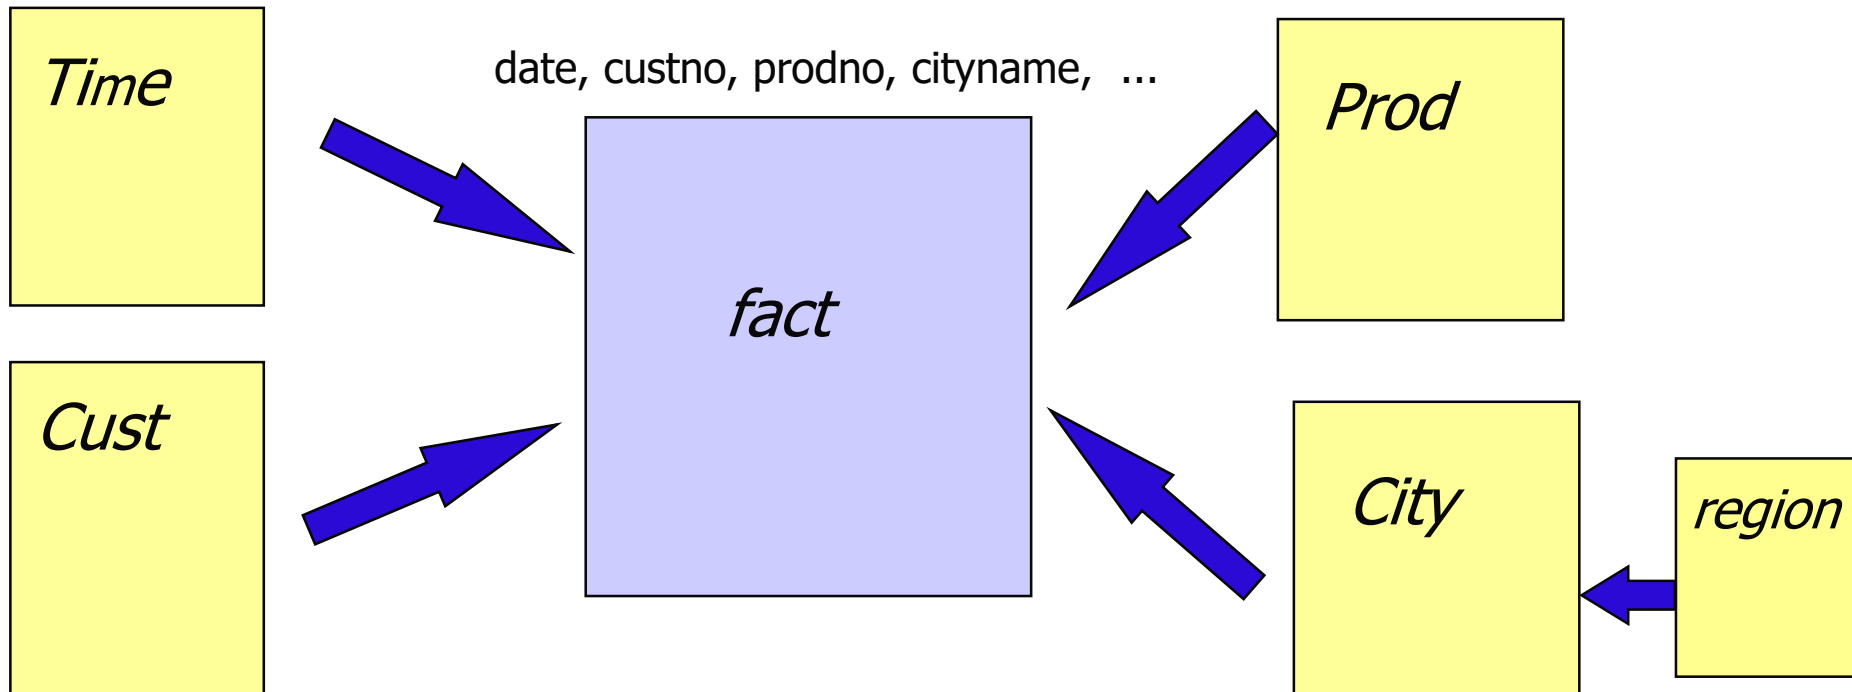 Time
date, custno, prodno, cityname, ...
Prod
fact
Cust
City
region